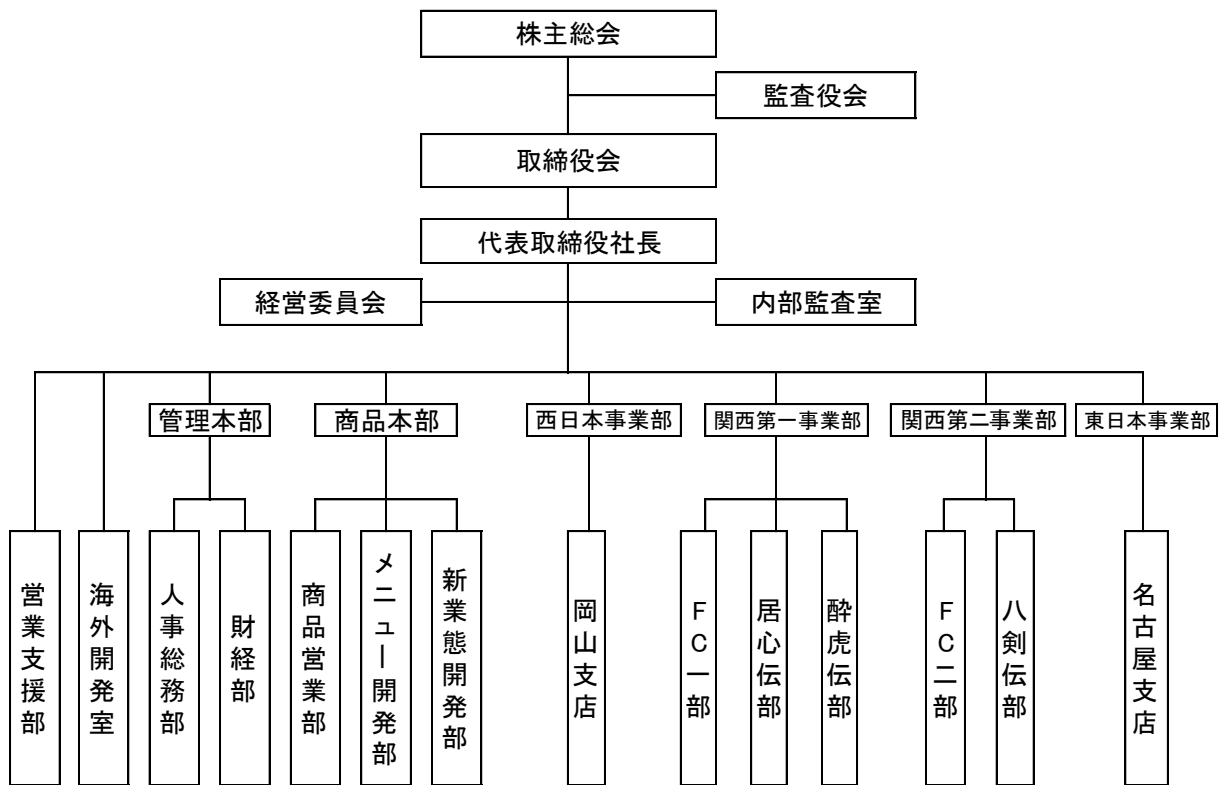 株主総会
監査役会
取締役会
代表取締役社長
経営委員会
内部監査室
管理本部
商品本部
西日本事業部
関西第一事業部
関西第二事業部
東日本事業部
営業支援部
海外開発室
人事総務部
財経部
商品営業部
メニュー開発部
新業態開発部
岡山支店
FC一部
居心伝部
酔虎伝部
FC二部
八剣伝部
名古屋支店